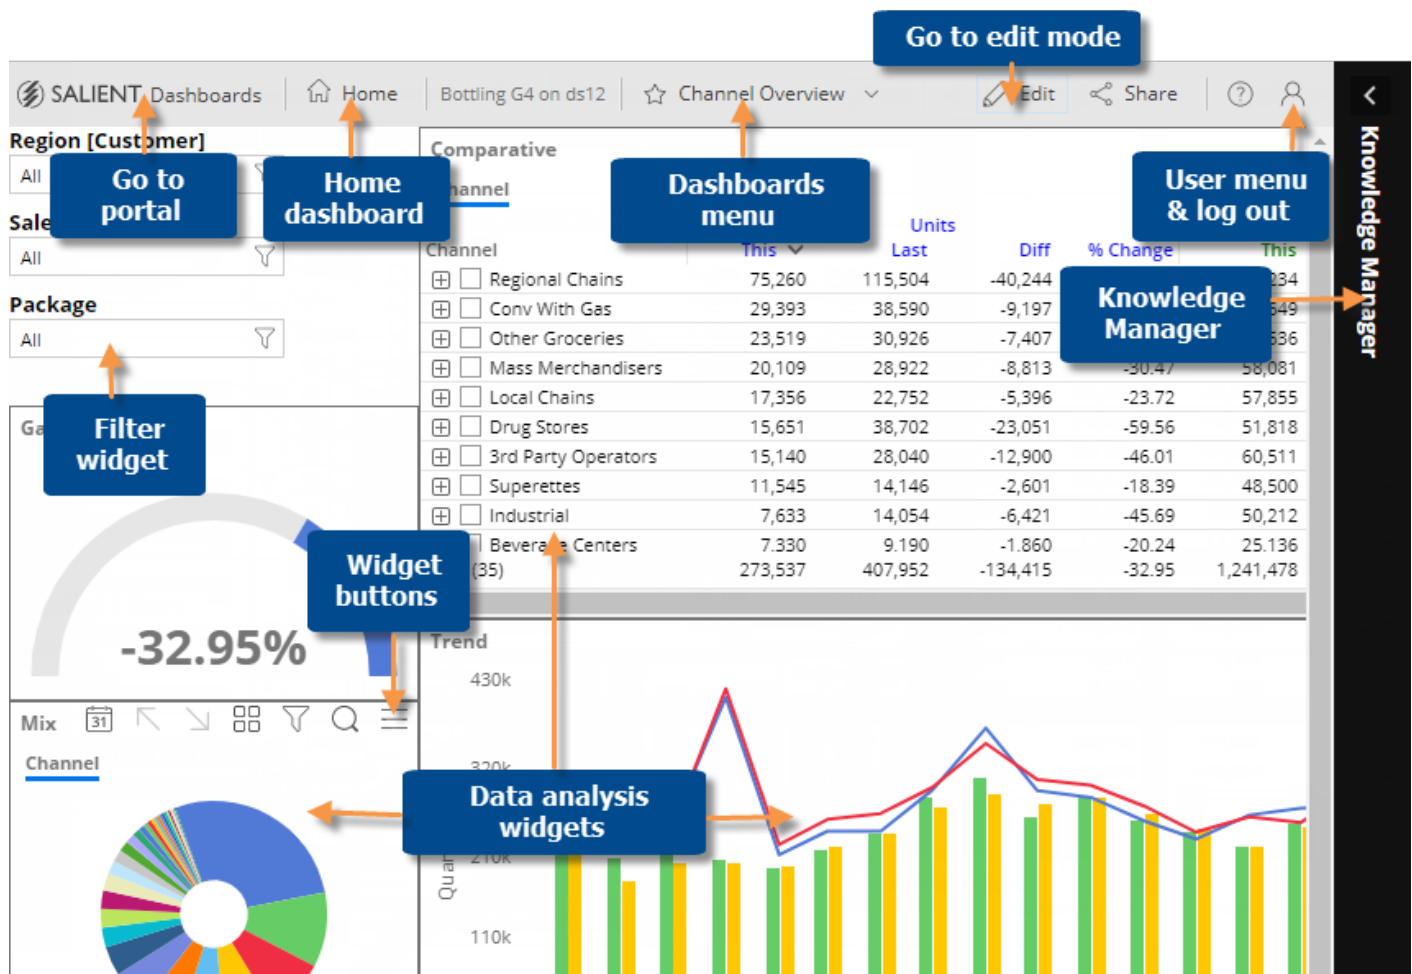 Go to edit mode
SALIENT Dashboards
Home
Bottling G4 on ds12
Channel Overview
Edit
Share
Knowledge Manager
Region [Customer]
All
Go to
portal
Home
dashboard
Dashboards
menu
User menu
& log out
Knowledge
Manager
All
Package
All
Filter
widget
Comparative
Units
Channel This Last Diff % Change This
Regional Chains 75,260 115,504 -40,244
Conv With Gas 29,393 38,590 -9,197
Other Groceries 23,519 30,926 -7,407
Mass Merchandisers 20,109 28,922 -8,813 -30.47 58,081
Local Chains 17,356 22,752 -5,396 -23.72 57,855
Drug Stores 15,651 38,702 -23,051 -59.56 51,818
3rd Party Operators 15,140 28,040 -12,900 -46.01 60,511
Superettes 11,545 14,146 -2,601 -18.39 48,500
Industrial 7,633 14,054 -6,421 -45.69 50,212
Beverage Centers 7.330 9.190 -1.860 -20.24 25.136
(35) 273,537 407,952 -134,415 -32.95 1,241,478
-32.95%
Widget
buttons
Mix 31
Channel
Trend
430k
320k
210k
110k
Data analysis
widgets